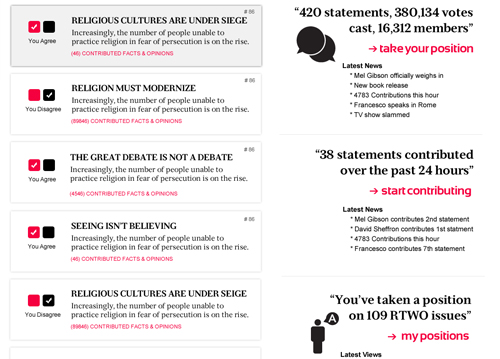 # 86
RELIGIOUS CULTURES ARE UNDER SIEGE
Increasingly, the number of people unable to
practice religion in fear of persecution is on the rise.
You Agree
(46) CONTRIBUTED FACTS & OPINIONS
# 86
RELIGION MUST MODERNIZE
Increasingly, the number of people unable to
practice religion in fear of persecution is on the rise.
You Disagree
(89846) CONTRIBUTED FACTS & OPINIONS
# 86
THE GREAT DEBATE IS NOT A DEBATE
Increasingly, the number of people unable to
practice religion in fear of persecution is on the rise.
You Agree
(4546) CONTRIBUTED FACTS & OPINIONS
# 86
SEEING ISN'T BELIEVING
Increasingly, the number of people unable to
practice religion in fear of persecution is on the rise.
You Agree
(46) CONTRIBUTED FACTS & OPINIONS
RELIGIOUS CULTURES ARE UNDER SEIGE
Increasingly, the number of people unable to
practice religion in fear of persecution is on the rise.
You Disagree
(89846) CONTRIBUTED FACTS & OPINIONS
“420 statements, 380,134 votes
cast, 16,312 members”
→ take your position
Latest News
* Mel Gibson officially weighs in
* New book release
* 4783 Contributions this hour
* Francesco speaks in Rome
* TV show slammed
“38 statements contributed
over the past 24 hours”
→ start contributing
Latest News
* Mel Gibson contributes 2nd statement
* David Sheffron contributes 1st statment
* 4783 Contributions this hour
* Francesco contributes 7th statement
“You’ve taken a position
on 109 RTWO issues”
A
→ my positions
Latest Views